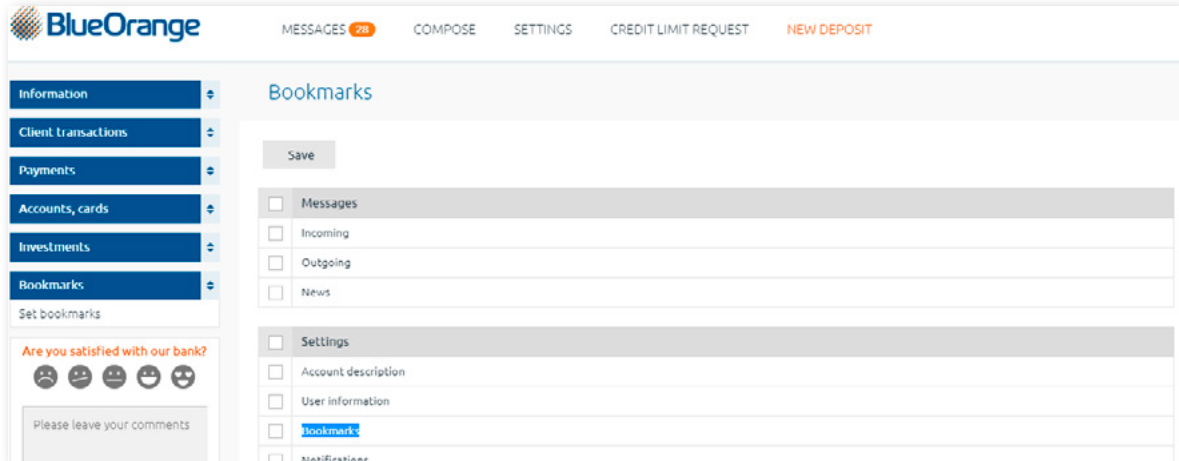 BlueOrange
MESSAGES 28 COMPOSE SETTINGS CREDIT LIMIT REQUEST NEW DEPOSIT
Information
Client transactions
Payments
Accounts, cards
Investments
Bookmarks
Set bookmarks
Are you satisfied with our bank?
Please leave your comments
Bookmarks
Save
Messages
Incoming
Outgoing
News
Settings
Account description
User information
Bookmarks
Notifications